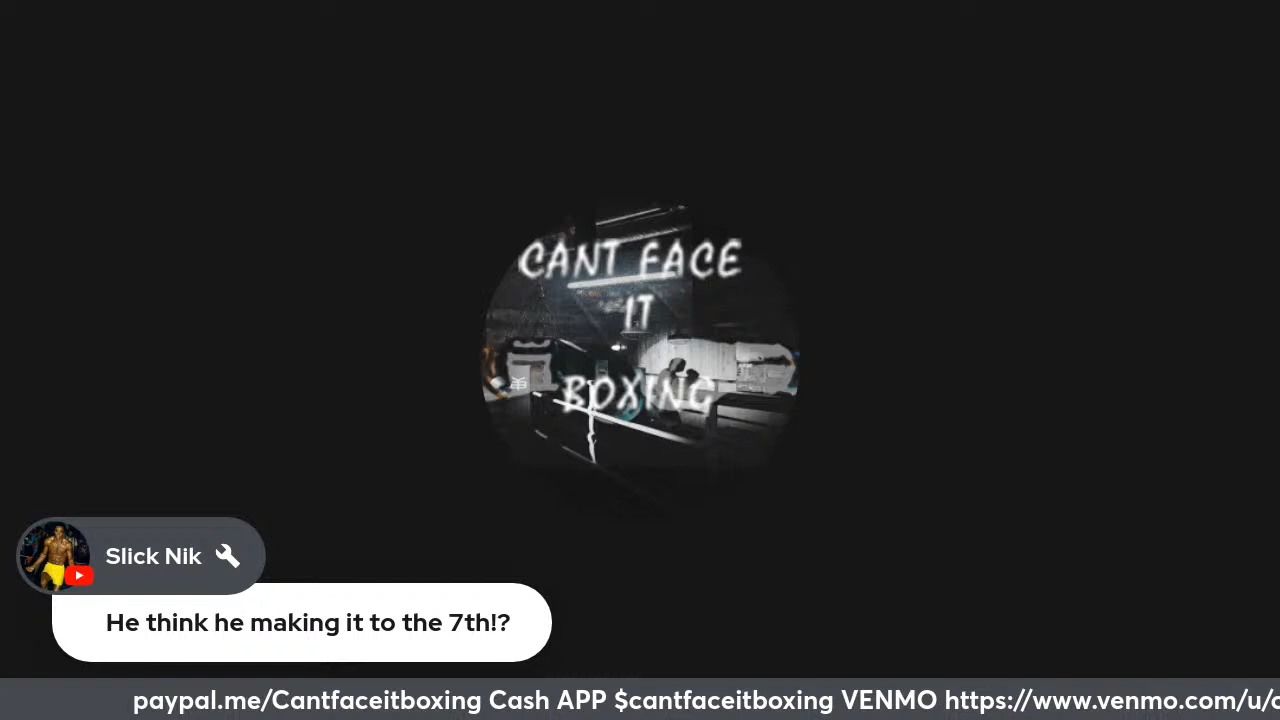 CANT FACE
IT
BOXING
Slick Nik
He think he making it to the 7th!?
paypal.me/Cantfaceitboxing Cash APP $cantfaceitboxing VENMO https://www.venmo.com/u/c